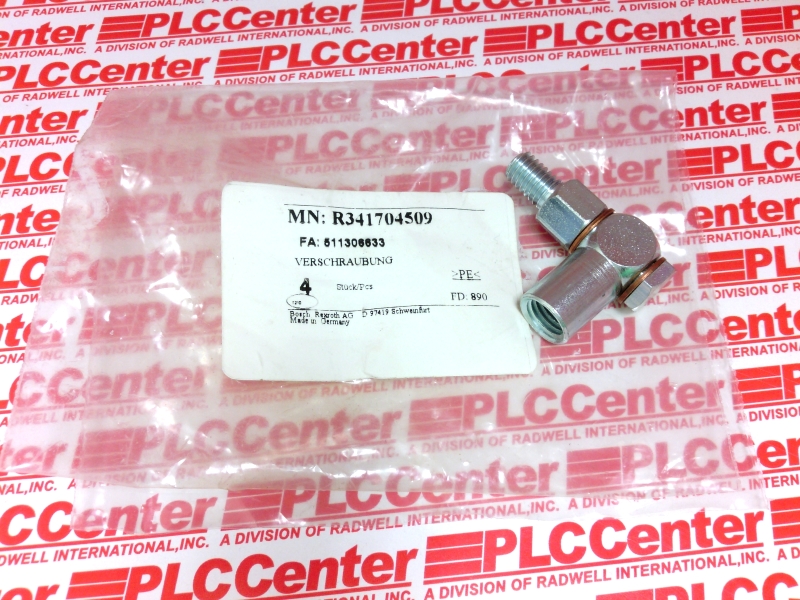 PLCCenter
A DIVISION OF RADWELL INTERNATIONAL,INC.
MN: R341704509
FA: 511306633
VERSCHRAUBUNG
4 Stück/Pcs >PE<
FD: 890
Bosch Rexroth AG D 97419 Schweinfurt
Made in Germany